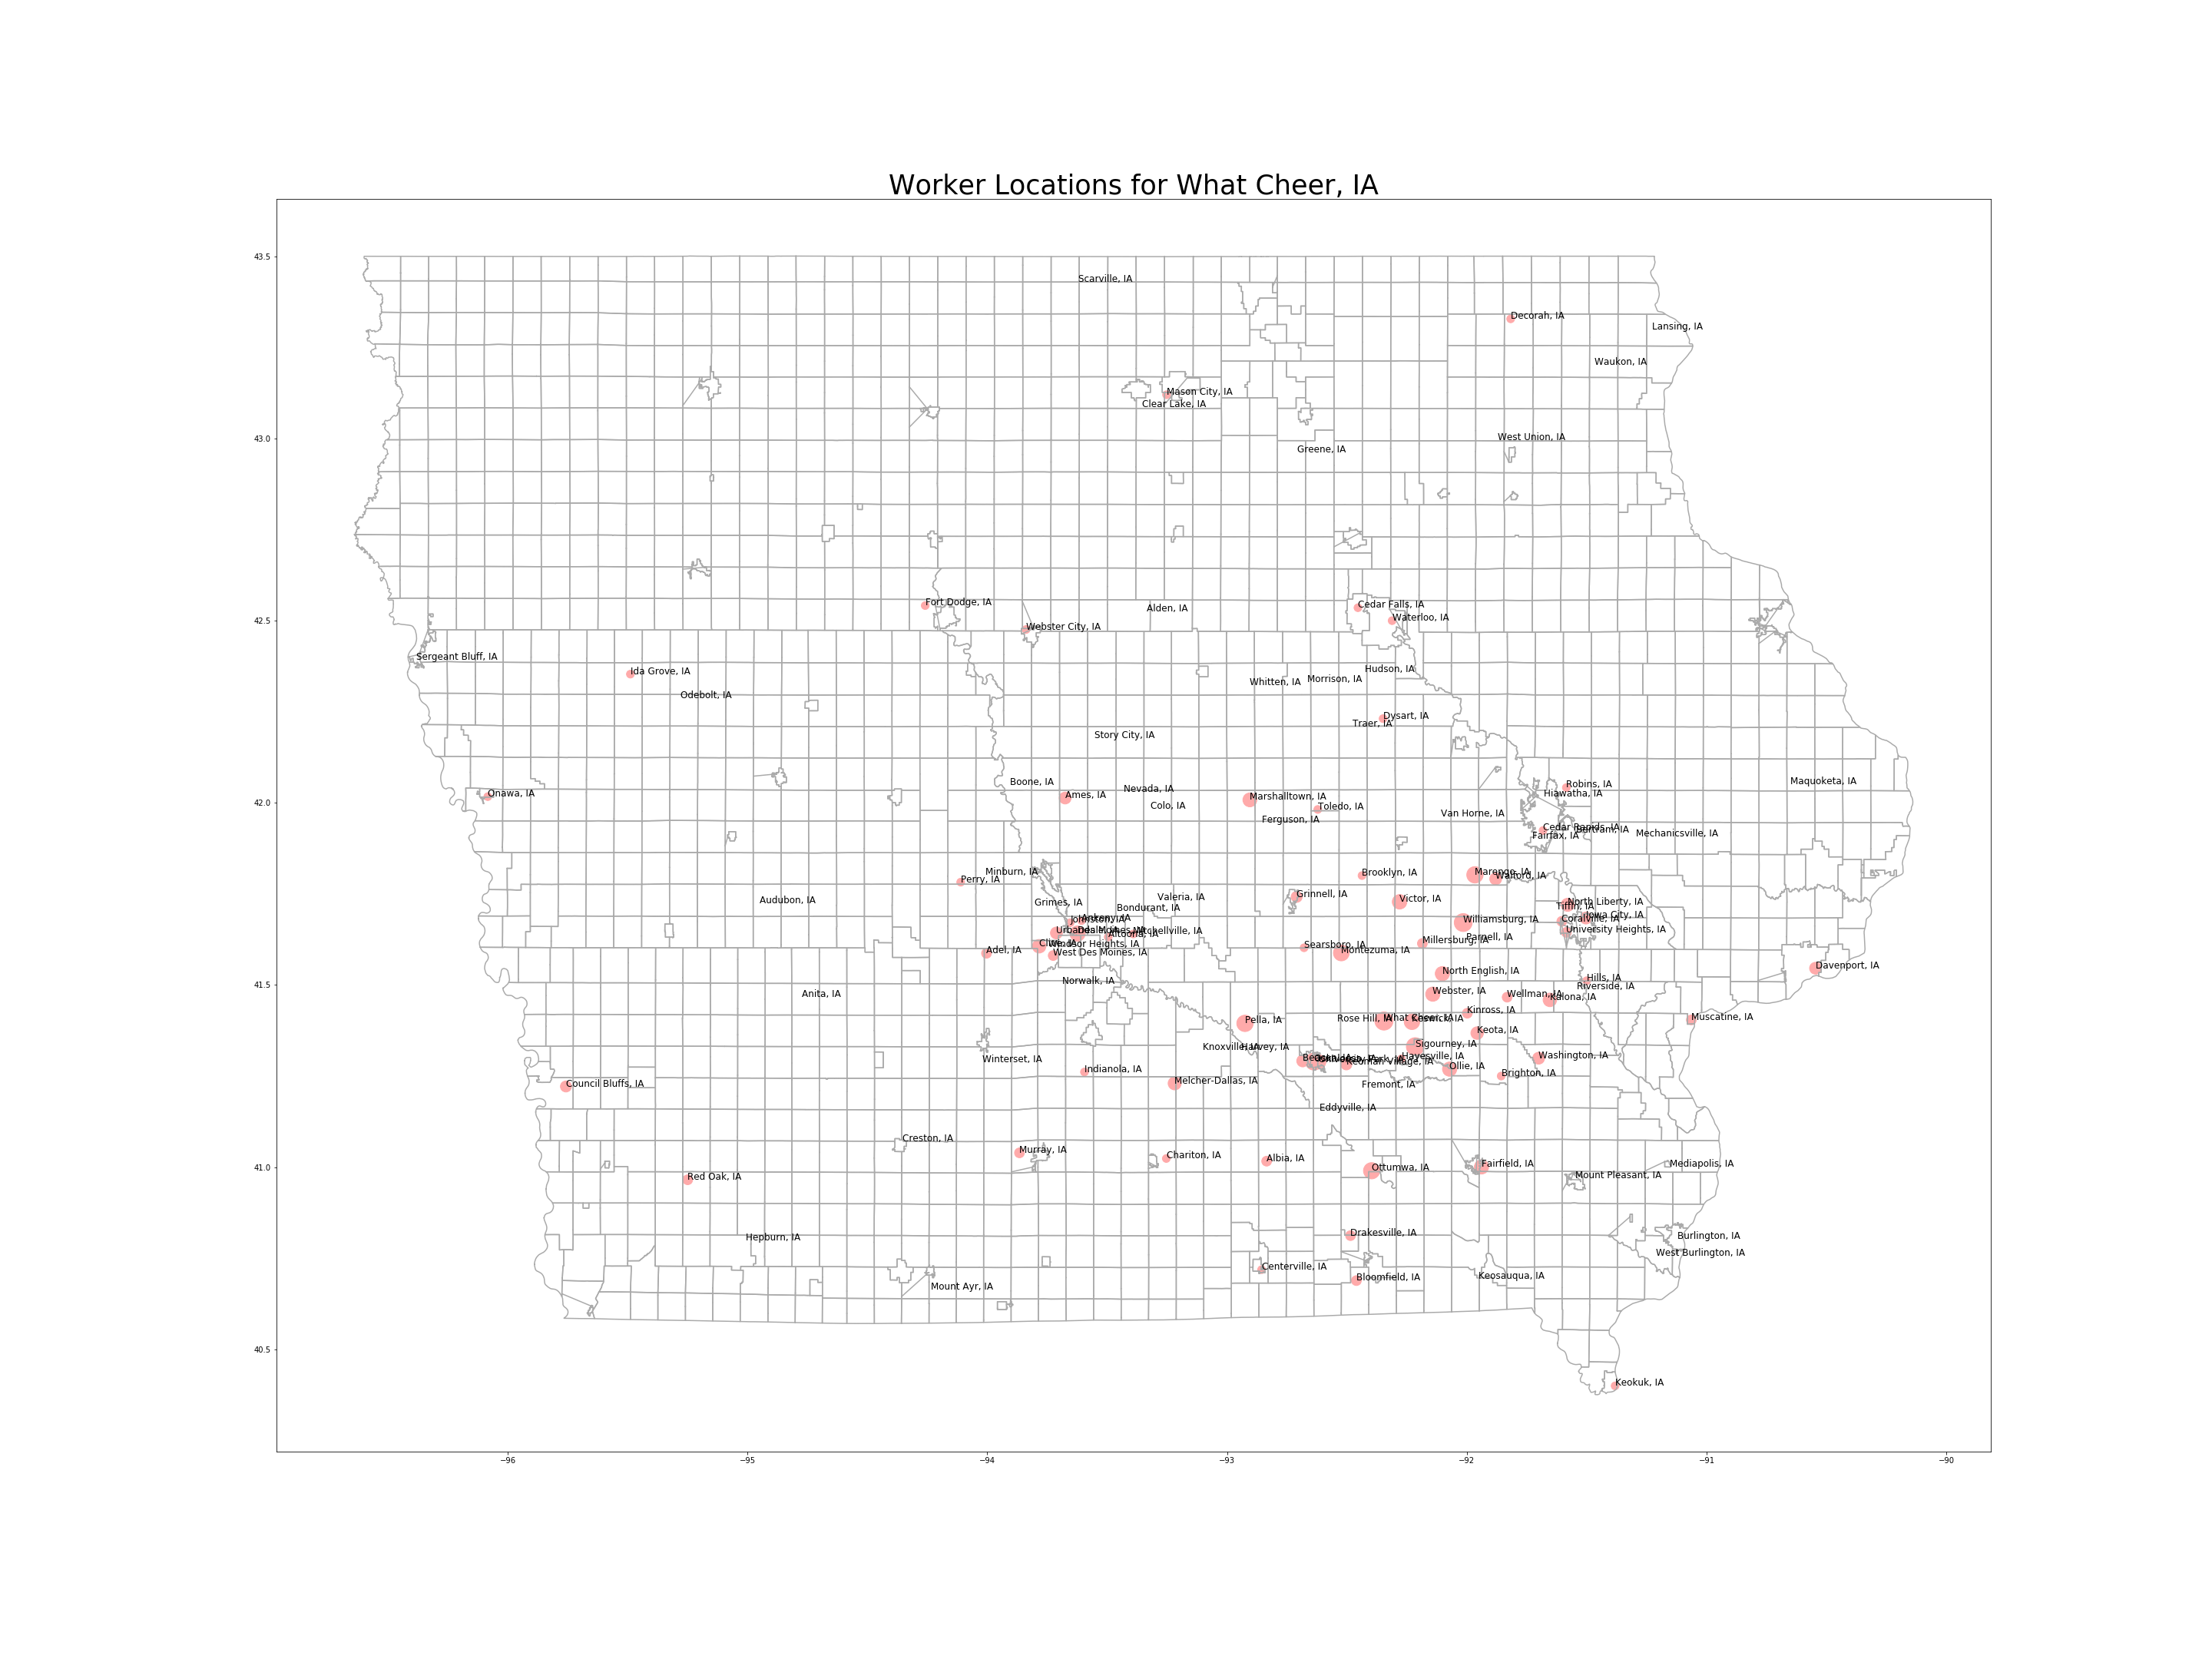 Worker Locations for What Cheer, IA
43.5
Scarville, IA
Decorah, IA
Lansing, IA
Waukon, IA
Mason City, IA
Clear Lake, IA
43.0
West Union, IA
Greene, IA
Fort Dodge, IA
Alden, IA
Cedar Falls, IA
42.5
Webster City, IA
Waterloo, IA
Sergeant Bluff, IA
Ida Grove, IA
Hudson, IA
Odebolt, IA
Whitten, IA
Morrison, IA
Dysart, IA
Traer, IA
Story City, IA
Boone, IA
Nevada, IA
Robins, IA
Maquoketa, IA
42.0
Onawa, IA
Ames, IA
Colo, IA
Marshalltown, IA
Toledo, IA
Hiawatha, IA
Ferguson, IA
Van Horne, IA
Cedar Rapids, IA
Bertram, IA
Fairfax, IA
Mechanicsville, IA
Minburn, IA
Perry, IA
Brooklyn, IA
Marengo, IA
Walford, IA
Audubon, IA
Grimes, IA
Valeria, IA
Bondurant, IA
Grinnell, IA
Victor, IA
North Liberty, IA
Tiffin, IA
Johnston, IA
Ankeny, IA
Williamsburg, IA
Coralville, IA
Iowa City, IA
Urbandale, IA
Des Moines, IA
Altoona, IA
Mitchellville, IA
University Heights, IA
Adel, IA
Clive, IA
Windsor Heights, IA
West Des Moines, IA
Searsboro, IA
Montezuma, IA
Millersburg, IA
Parnell, IA
41.5
Anita, IA
Norwalk, IA
North English, IA
Davenport, IA
Hills, IA
Riverside, IA
Webster, IA
Wellman, IA
Kalona, IA
Pella, IA
Rose Hill, IA
What Cheer, IA
Keswick, IA
Kinross, IA
Muscatine, IA
Keota, IA
Knoxville, IA
Harvey, IA
Sigourney, IA
Winterset, IA
Beacon, IA
Oskaloosa, IA
University Park, IA
Keomah Village, IA
Hayesville, IA
Washington, IA
Indianola, IA
Ollie, IA
Brighton, IA
Council Bluffs, IA
Melcher-Dallas, IA
Fremont, IA
Eddyville, IA
Creston, IA
41.0
Murray, IA
Chariton, IA
Albia, IA
Ottumwa, IA
Fairfield, IA
Mediapolis, IA
Red Oak, IA
Mount Pleasant, IA
Hepburn, IA
Drakesville, IA
Burlington, IA
West Burlington, IA
Mount Ayr, IA
Centerville, IA
Bloomfield, IA
Keosauqua, IA
40.5
Keokuk, IA
−96
−95
−94
−93
−92
−91
−90